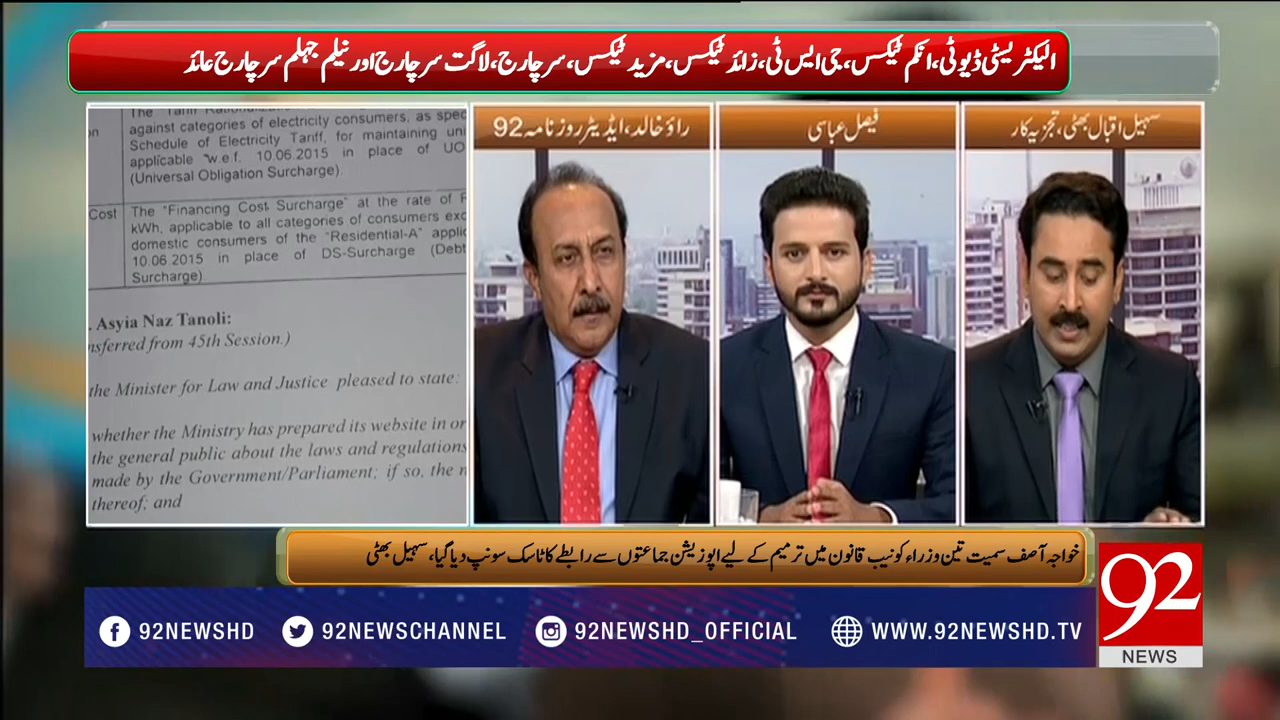 الیکٹریسٹی ڈیوٹی، انکم ٹیکس، جی ایس ٹی، زائد ٹیکس، مزید ٹیکس، سرچارج، لاگت سرچارج اور نیلم جہلم سرچارج عائد
سہیل اقبال بھٹی، تجزیہ کار
فیصل عباسی
راؤ خالد، ایڈیٹر روزنامہ 92
The Tariff Rationalization
on against categories of electricity consumers, as spec
Schedule of Electricity Tariff, for maintaining uni
applicable "w.e.f. 10.06.2015 in place of UO
(Universal Obligation Surcharge).
Cost The "Financing Cost Surcharge" at the rate of
kWh, applicable to all categories of consumers exc
domestic consumers of the "Residential-A" applic
10.06.2015 in place of DS-Surcharge (Debt
Surcharge).
. Asyia Naz Tanoli:
nsferred from 45th Session.)
the Minister for Law and Justice pleased to state:
whether the Ministry has prepared its website in or
the general public about the laws and regulations
made by the Government/Parliament; if so, the
thereof; and
خواجہ آصف سمیت تین وزراء کو نیب قانون میں ترمیم کے لیے اپوزیشن جماعتوں سے رابطے کا ٹاسک سونپ دیا گیا، سہیل بھٹی
92NEWSHD
92NEWSCHANNEL
92NEWSHD_OFFICIAL
WWW.92NEWSHD.TV
92
NEWS